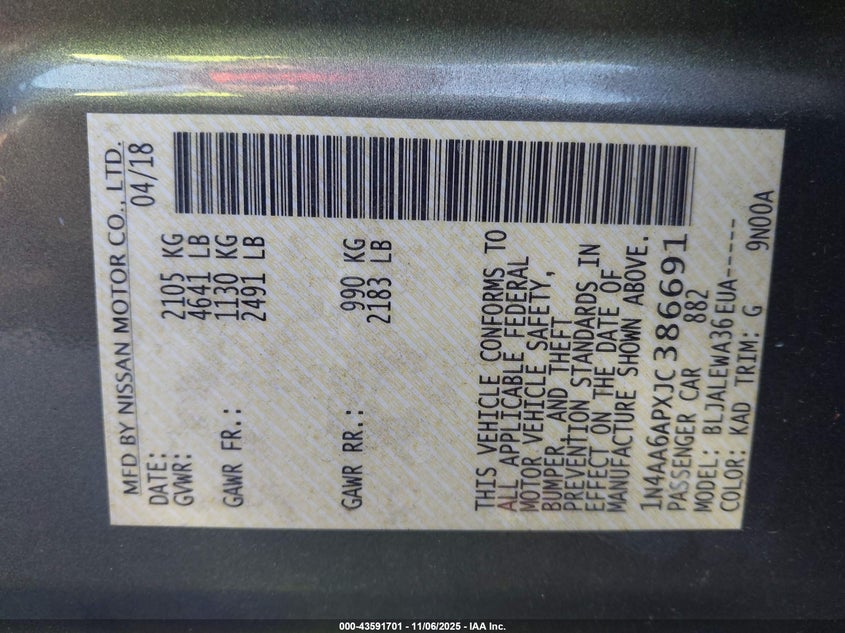 MFD BY NISSAN MOTOR CO., LTD.
DATE: 04/18
GVWR: 2105 KG
4641 LB
GAWR FR.: 1130 KG
2491 LB
GAWR RR.: 990 KG
2183 LB
THIS VEHICLE CONFORMS TO
ALL APPLICABLE FEDERAL
MOTOR VEHICLE SAFETY,
BUMPER, AND THEFT
PREVENTION STANDARDS IN
EFFECT ON THE DATE OF
MANUFACTURE SHOWN ABOVE.
1N4AA6APXJC386691
PASSENGER CAR 882
MODEL: BLJALEWA36EUA-----
COLOR: KAD TRIM: G 9N00A
000-43591701 - 11/06/2025 - IAA Inc.